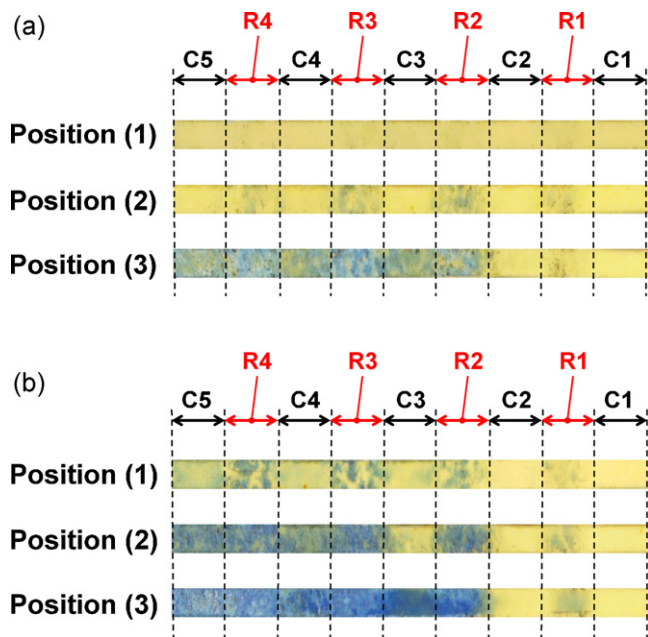 (a)
R4 R3 R2 R1
C5 C4 C3 C2 C1
Position (1)
Position (2)
Position (3)
(b)
R4 R3 R2 R1
C5 C4 C3 C2 C1
Position (1)
Position (2)
Position (3)